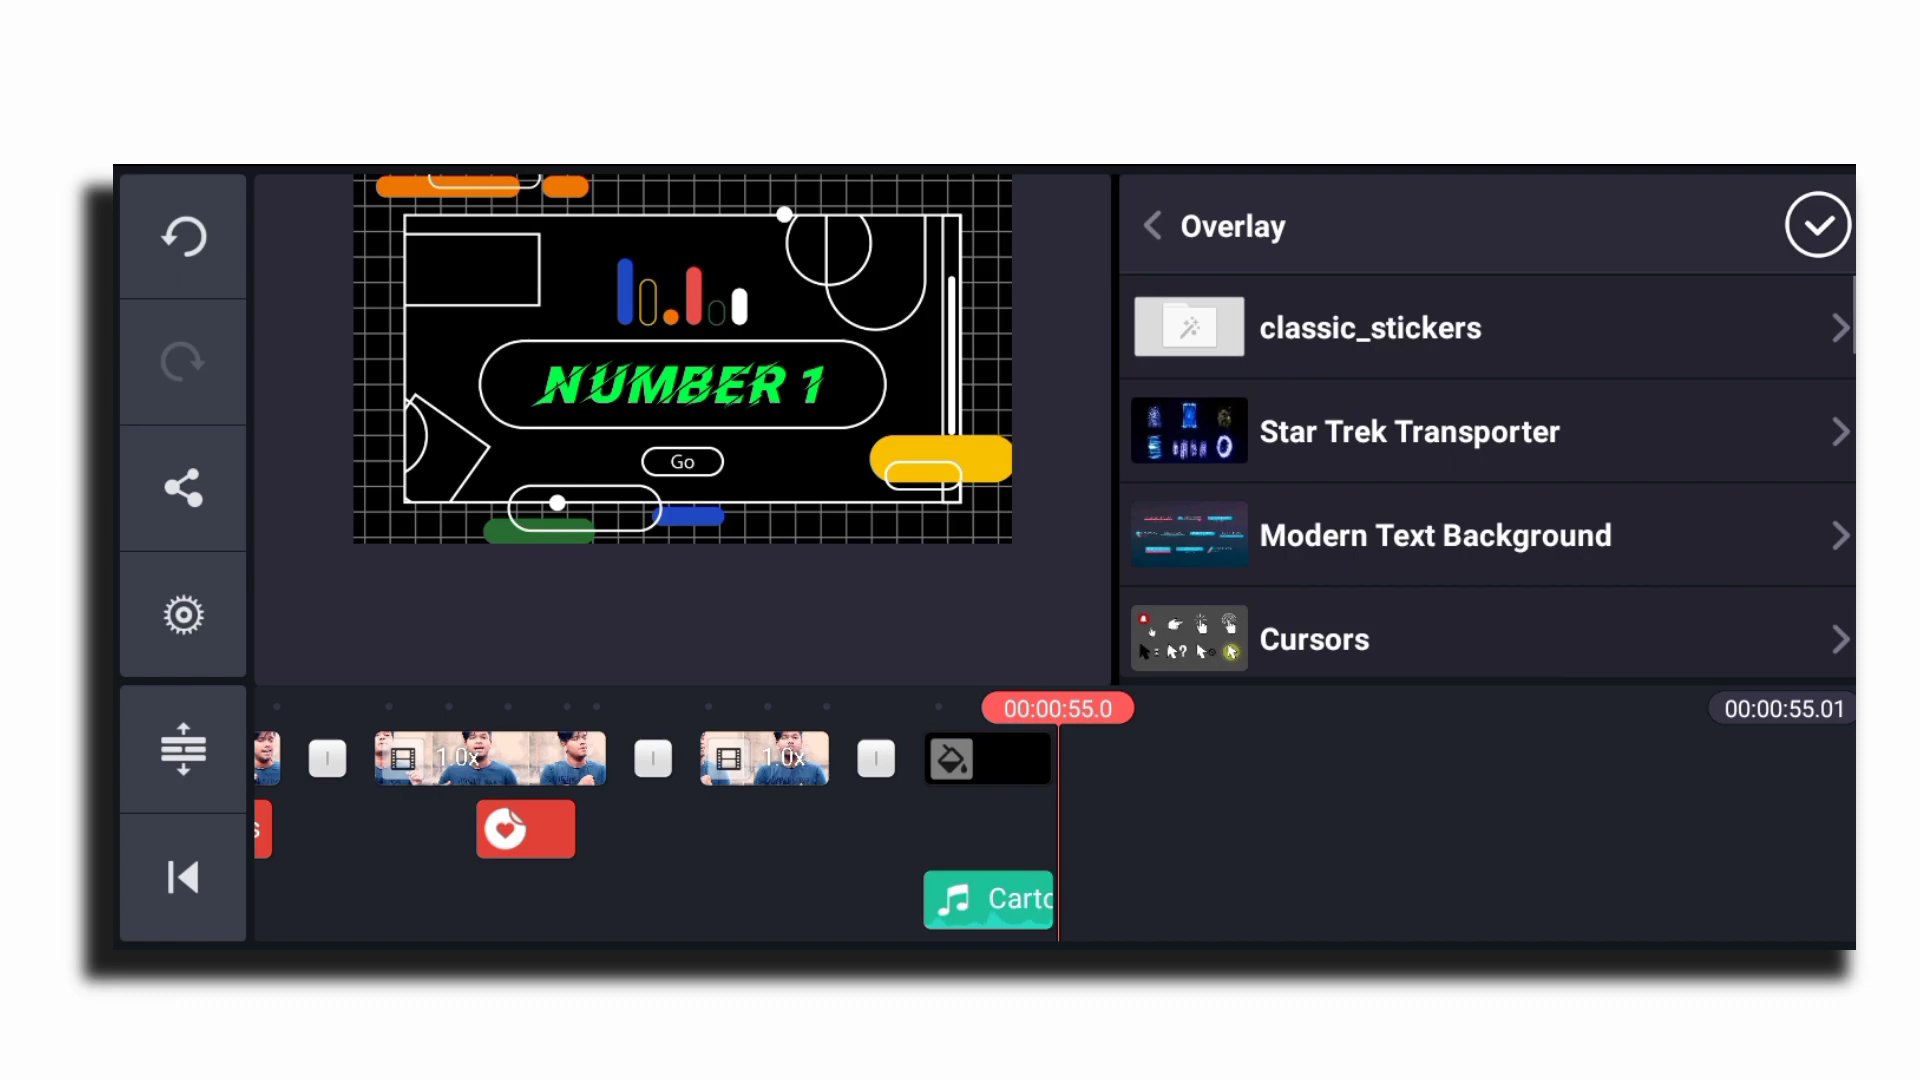 Overlay
classic_stickers
Star Trek Transporter
Modern Text Background
Cursors
NUMBER 1
Go
00:00:55.0
00:00:55.01
1.0x
1.0x
s
Carto